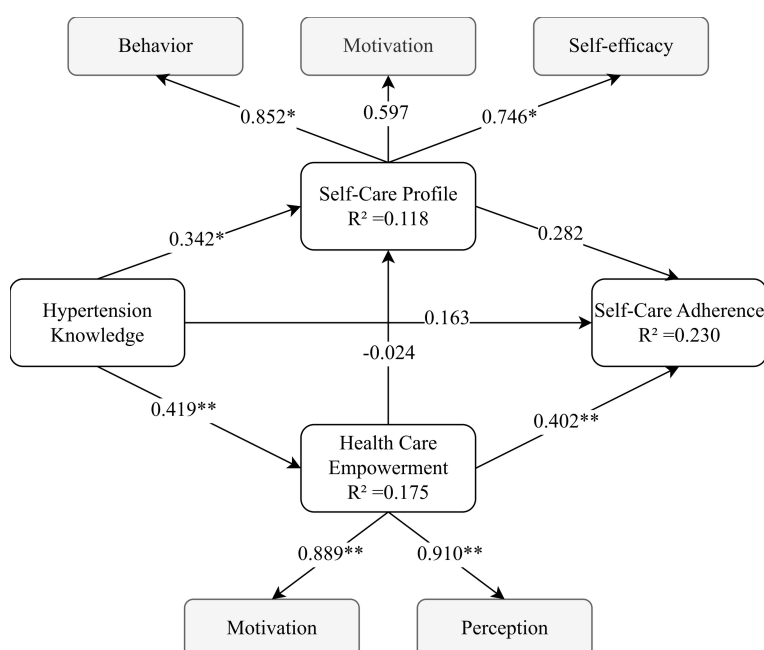 Behavior
Motivation
Self-efficacy
0.852*
0.597
0.746*
Self-Care Profile
R² =0.118
0.342*
0.282
Hypertension
Knowledge
0.163
Self-Care Adherence
R² =0.230
-0.024
0.419**
0.402**
Health Care
Empowerment
R² =0.175
0.889**
0.910**
Motivation
Perception